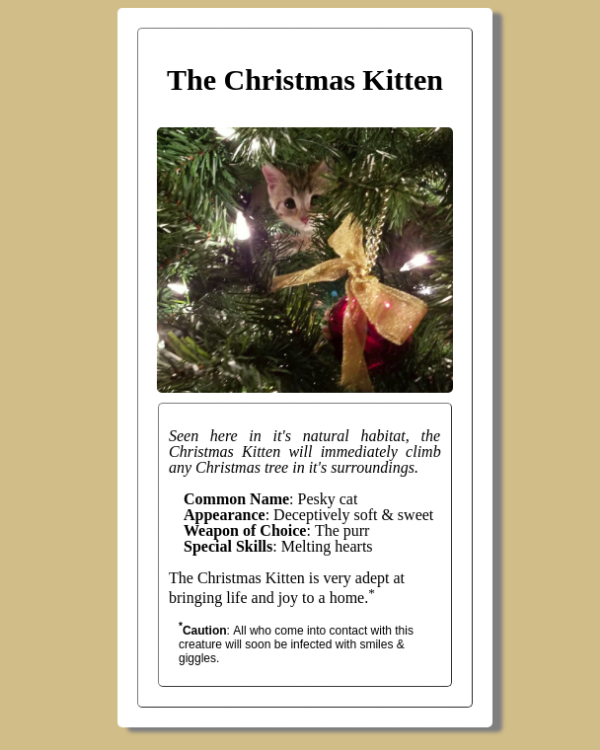 The Christmas Kitten
Seen here in it's natural habitat, the
Christmas Kitten will immediately climb
any Christmas tree in it's surroundings.
Common Name: Pesky cat
Appearance: Deceptively soft & sweet
Weapon of Choice: The purr
Special Skills: Melting hearts
The Christmas Kitten is very adept at
bringing life and joy to a home.*
*Caution: All who come into contact with this
creature will soon be infected with smiles &
giggles.